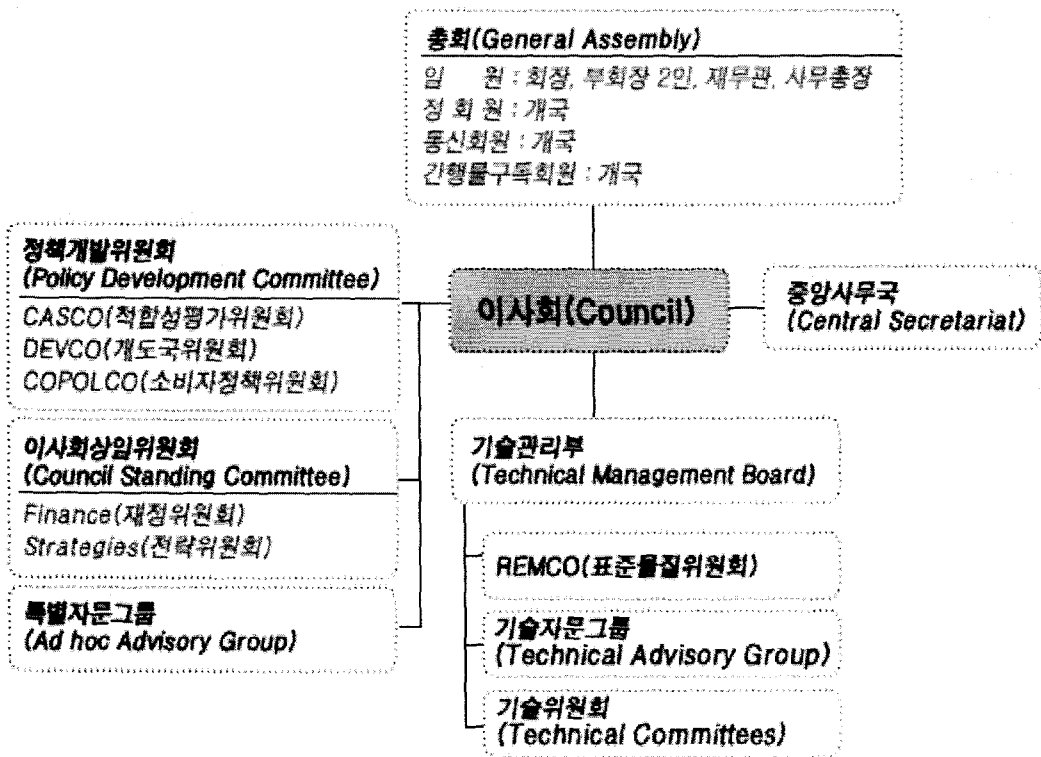 총회(General Assembly)
임 원 : 회장, 부회장 2인, 재무관, 사무총장
정 회 원 : 개국
통신회원 : 개국
간행물구독회원 : 개국
정책개발위원회
(Policy Development Committee)
CASCO(적합성평가위원회)
DEVCO(개도국위원회)
COPOLCO(소비자정책위원회)
이사회(Council)
중앙사무국
(Central Secretariat)
이사회상임위원회
(Council Standing Committee)
Finance(재정위원회)
Strategies(전략위원회)
기술관리부
(Technical Management Board)
특별자문그룹
(Ad hoc Advisory Group)
REMCO(표준물질위원회)
기술자문그룹
(Technical Advisory Group)
기술위원회
(Technical Committees)